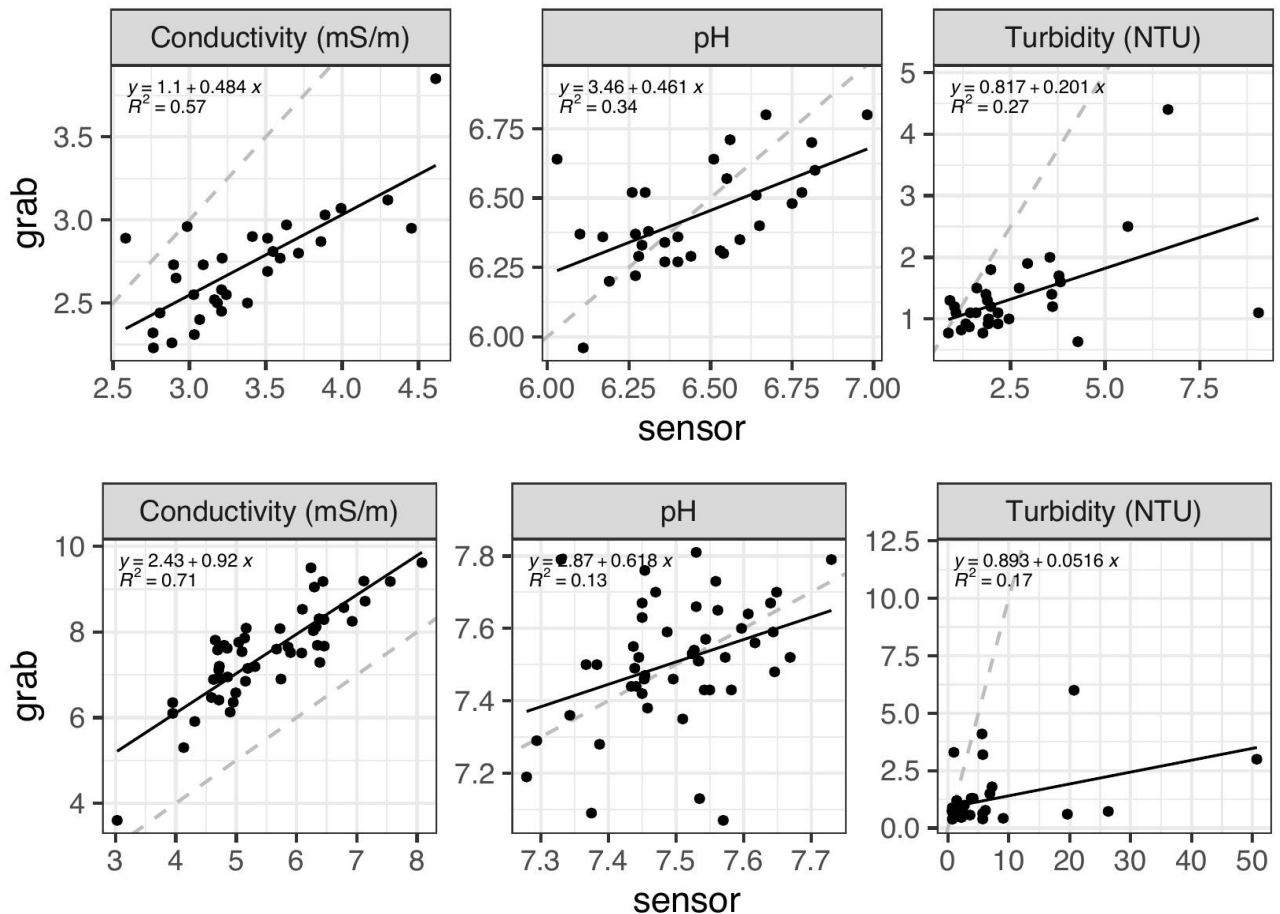 Conductivity (mS/m)
pH
Turbidity (NTU)
y = 1.1 + 0.484 x
R² = 0.57
y = 3.46 + 0.461 x
R² = 0.34
y = 0.817 + 0.201 x
R² = 0.27
grab
3.5
3.0
2.5
6.75
6.50
6.25
6.00
5
4
3
2
1
2.5 3.0 3.5 4.0 4.5
6.00 6.25 6.50 6.75 7.00
2.5 5.0 7.5
sensor
Conductivity (mS/m)
pH
Turbidity (NTU)
y = 2.43 + 0.92 x
R² = 0.71
y = 2.87 + 0.618 x
R² = 0.13
y = 0.893 + 0.0516 x
R² = 0.17
grab
10
8
6
4
7.8
7.6
7.4
7.2
12.5
10.0
7.5
5.0
2.5
0.0
3 4 5 6 7 8
7.3 7.4 7.5 7.6 7.7
0 10 20 30 40 50
sensor